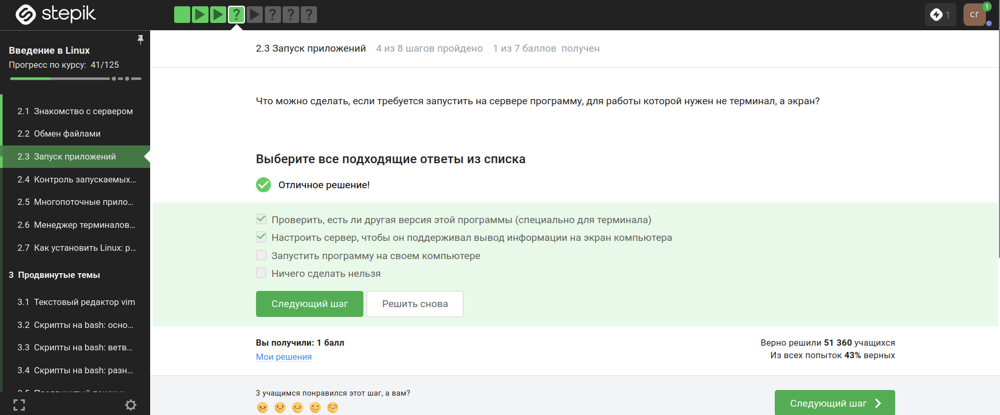 stepik
? ? ? ?
1
СГ
1
Введение в Linux
Прогресс по курсу: 41/125
2.1 Знакомство с сервером
2.2 Обмен файлами
2.3 Запуск приложений
2.4 Контроль запускаемых...
2.5 Многопоточные прило...
2.6 Менеджер терминалов...
2.7 Как установить Linux: р...
3 Продвинутые темы
3.1 Текстовый редактор vim
3.2 Скрипты на bash: осно...
3.3 Скрипты на bash: ветв...
3.4 Скрипты на bash: разн...
2.3 Запуск приложений 4 из 8 шагов пройдено 1 из 7 баллов получен
Что можно сделать, если требуется запустить на сервере программу, для работы которой нужен не терминал, а экран?
Выберите все подходящие ответы из списка
Отличное решение!
Проверить, есть ли другая версия этой программы (специально для терминала)
Настроить сервер, чтобы он поддерживал вывод информации на экран компьютера
Запустить программу на своем компьютере
Ничего сделать нельзя
Следующий шаг
Решить снова
Вы получили: 1 балл
Мои решения
Верно решили 51 360 учащихся
Из всех попыток 43% верных
3 учащимся понравился этот шаг, а вам?
Следующий шаг